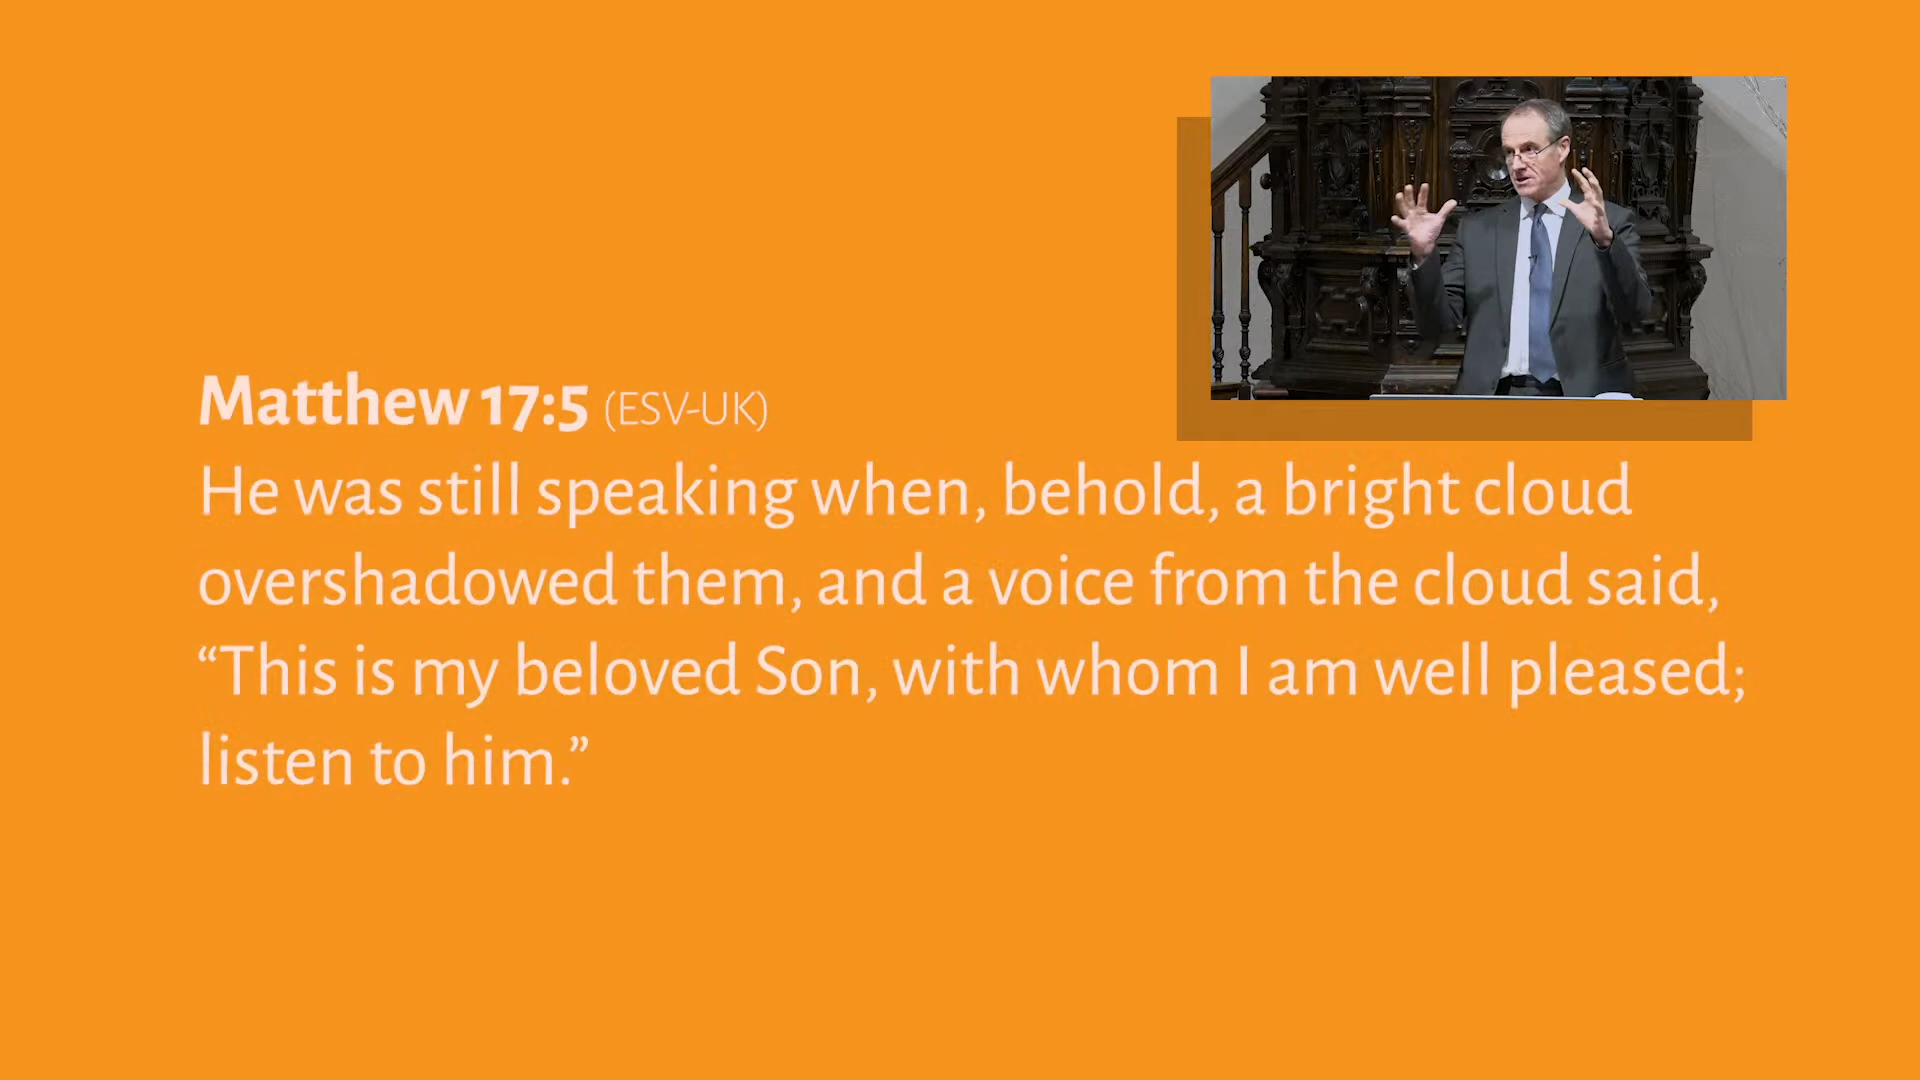 Matthew 17:5 (ESV-UK)
He was still speaking when, behold, a bright cloud
overshadowed them, and a voice from the cloud said,
“This is my beloved Son, with whom I am well pleased;
listen to him.”